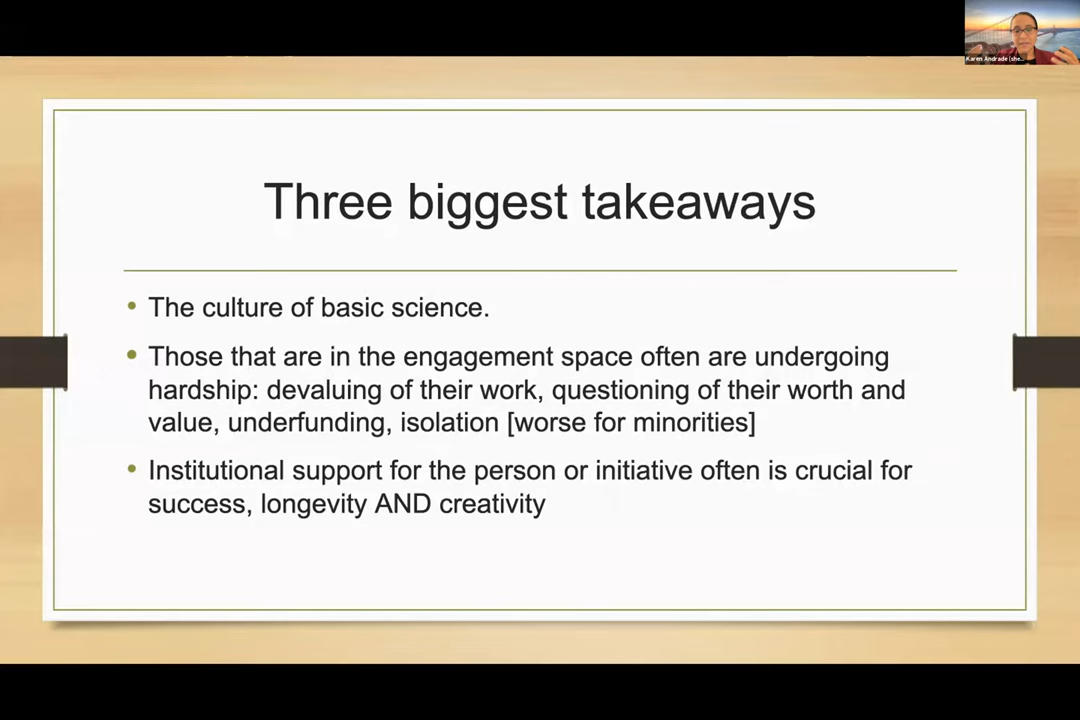 Karen Andrade (she...
Three biggest takeaways
• The culture of basic science.
• Those that are in the engagement space often are undergoing
hardship: devaluing of their work, questioning of their worth and
value, underfunding, isolation [worse for minorities]
• Institutional support for the person or initiative often is crucial for
success, longevity AND creativity